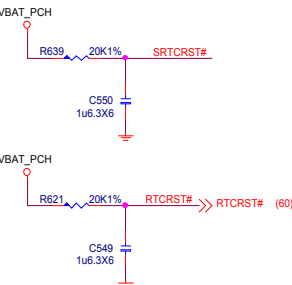 VBAT_PCH
R639 20K1% SRTCRST#
C550
1u6.3X6
VBAT_PCH
R621 20K1% RTCRST# RTCRST# (60)
C549
1u6.3X6